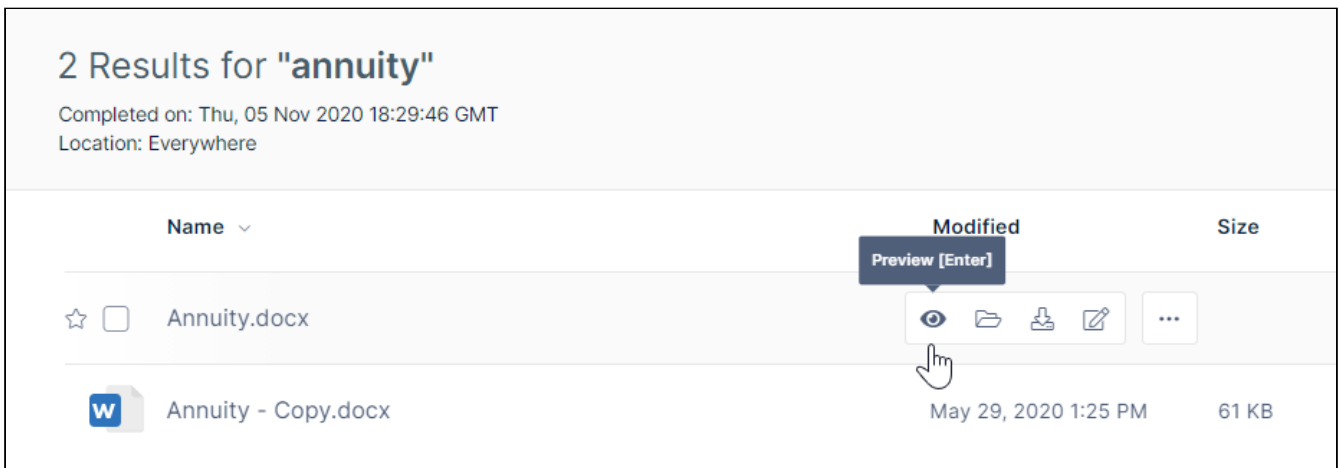 2 Results for "annuity"
Completed on: Thu, 05 Nov 2020 18:29:46 GMT
Location: Everywhere
Name Modified Size
Preview [Enter]
Annuity.docx
W Annuity - Copy.docx May 29, 2020 1:25 PM 61 KB